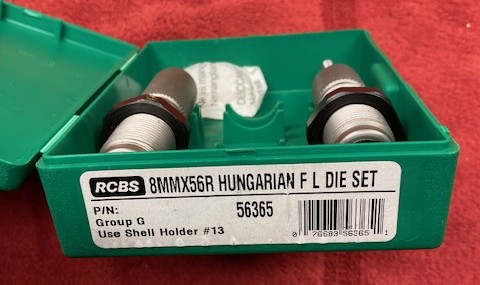 RCBS 8MMX56R HUNGARIAN F L DIE SET
P/N: 56365
Group G
Use Shell Holder #13
0 76683 56365 1